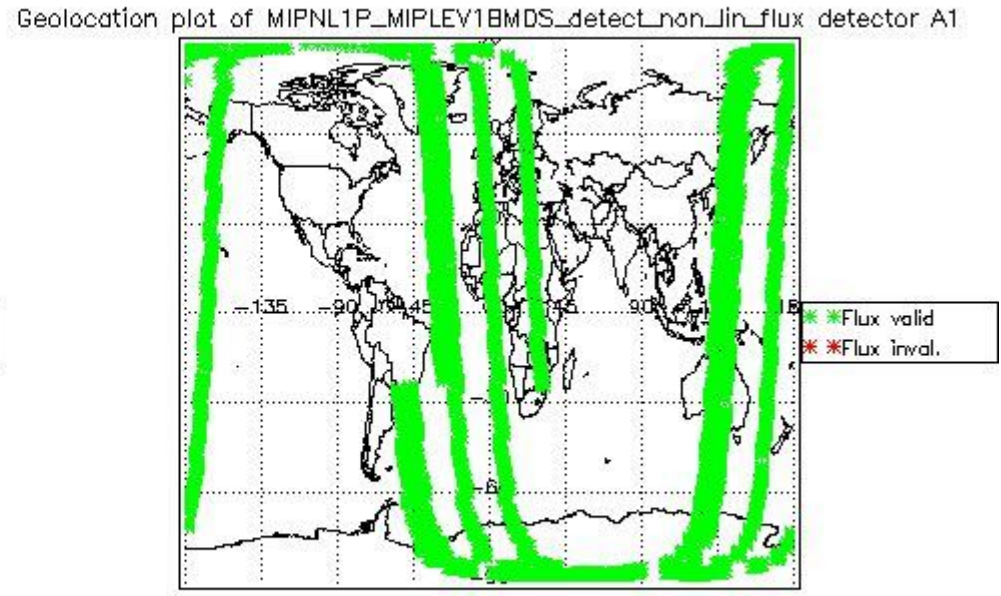 Geolocation plot of MIPNL1P_MIPLEV1BMDS_detect_non_lin_flux detector A1
-135 -90 45 90
Flux valid
Flux inval.